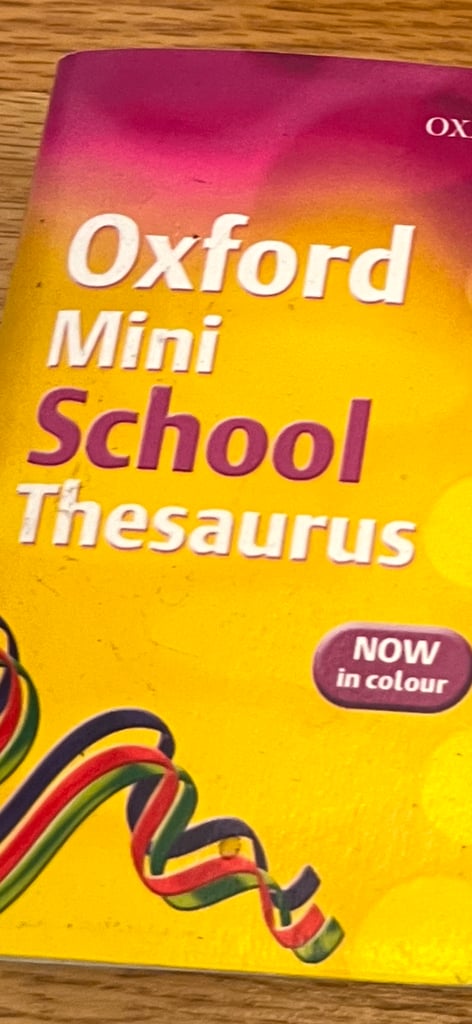 Oxford
Mini
School
Thesaurus
NOW
in colour